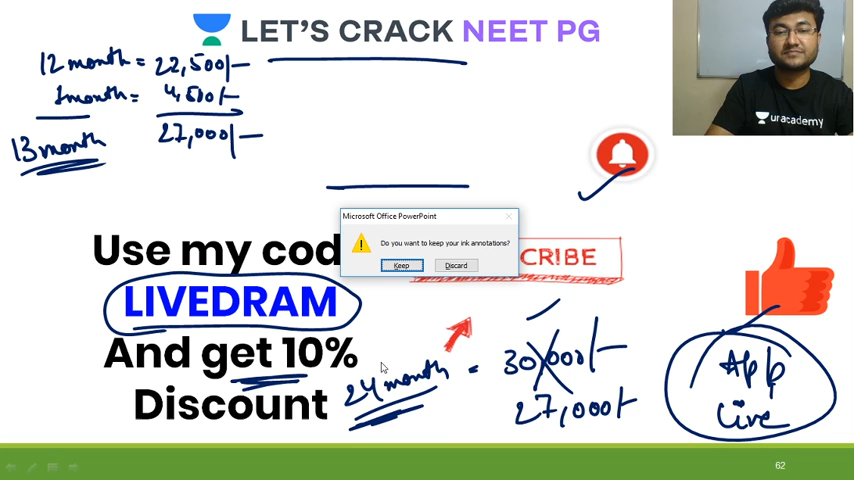 LET'S CRACK NEET PG
12 month = 22,500/-
1 month = 4,500/-
13 month 27,000/-
uracademy
Microsoft Office PowerPoint
Do you want to keep your ink annotations?
Keep Discard
Use my cod
CRIBE
LIVEDRAM
And get 10%
Discount
24 month = 30,000/-
27,000/-
App
Live
62